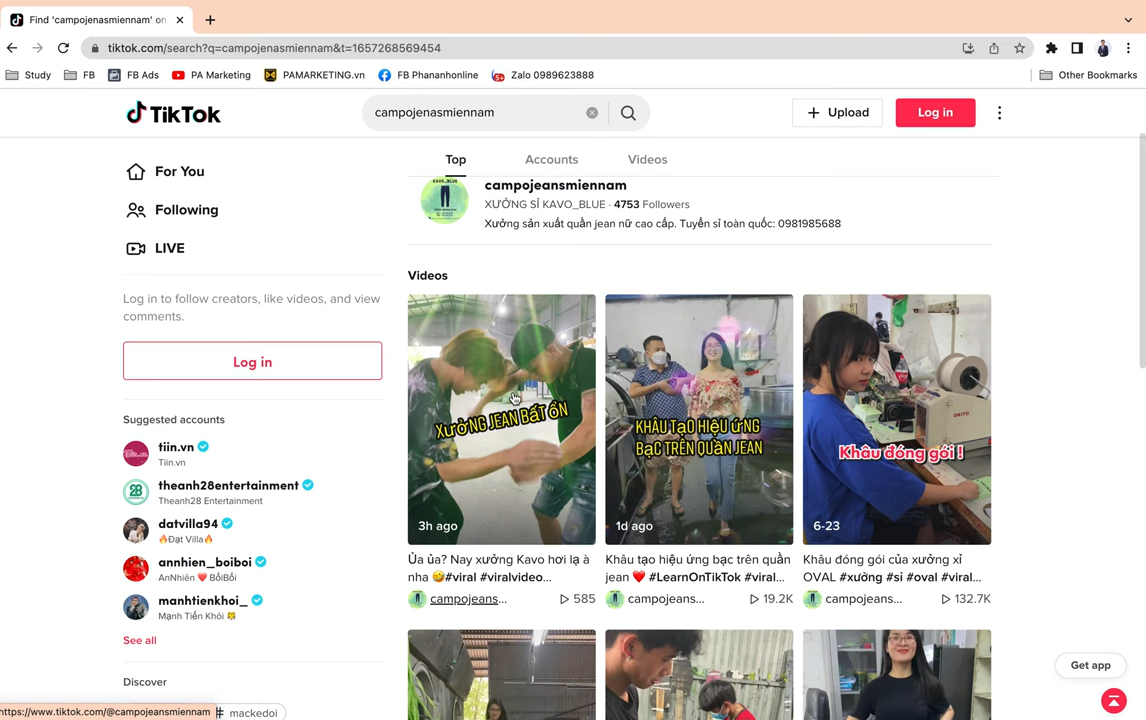 Find 'campojenasmiennam' on
tiktok.com/search?q=campojenasmiennam&t=1657268569454
Study
FB
FB Ads
PA Marketing
PAMARKETING.vn
FB Phananhonline
Zalo 0989623888
Other Bookmarks
TikTok
campojenasmiennam
Upload
Log in
For You
Following
LIVE
Log in to follow creators, like videos, and view
comments.
Log in
Suggested accounts
tiin.vn
Tiin.vn
28
theanh28entertainment
Theanh28 Entertainment
datvilla94
🔥Đạt Villa🔥
annhien_boiboi
AnNhiên ❤️ BốiBối
manhtienkhoi_
Mạnh Tiến Khôi 🐯
See all
Discover
https://www.tiktok.com/@campojeansmiennam
# mackedoi
Top
Accounts
Videos
KAVO_BLUE
campojeansmiennam
XƯỞNG SỈ KAVO_BLUE · 4753 Followers
Xưởng sản xuất quần jean nữ cao cấp. Tuyển sỉ toàn quốc: 0981985688
Videos
XưởNG JEAN BấT ổN
3h ago
Ủa ủa? Nay xưởng Kavo hơi lạ à
nha 🤣#viral #viralvideo...
campojeans...
585
KHÂU TạO HIệU ứNG
BạC TRÊN QUầN JEAN
1d ago
Khâu tạo hiệu ứng bạc trên quần
jean ❤️ #LearnOnTikTok #viral...
campojeans...
19.2K
OKITO
Khâu đóng gói !
6-23
Khâu đóng gói của xưởng xỉ
OVAL #xưởng #sỉ #oval #viral...
campojeans...
132.7K
Get app